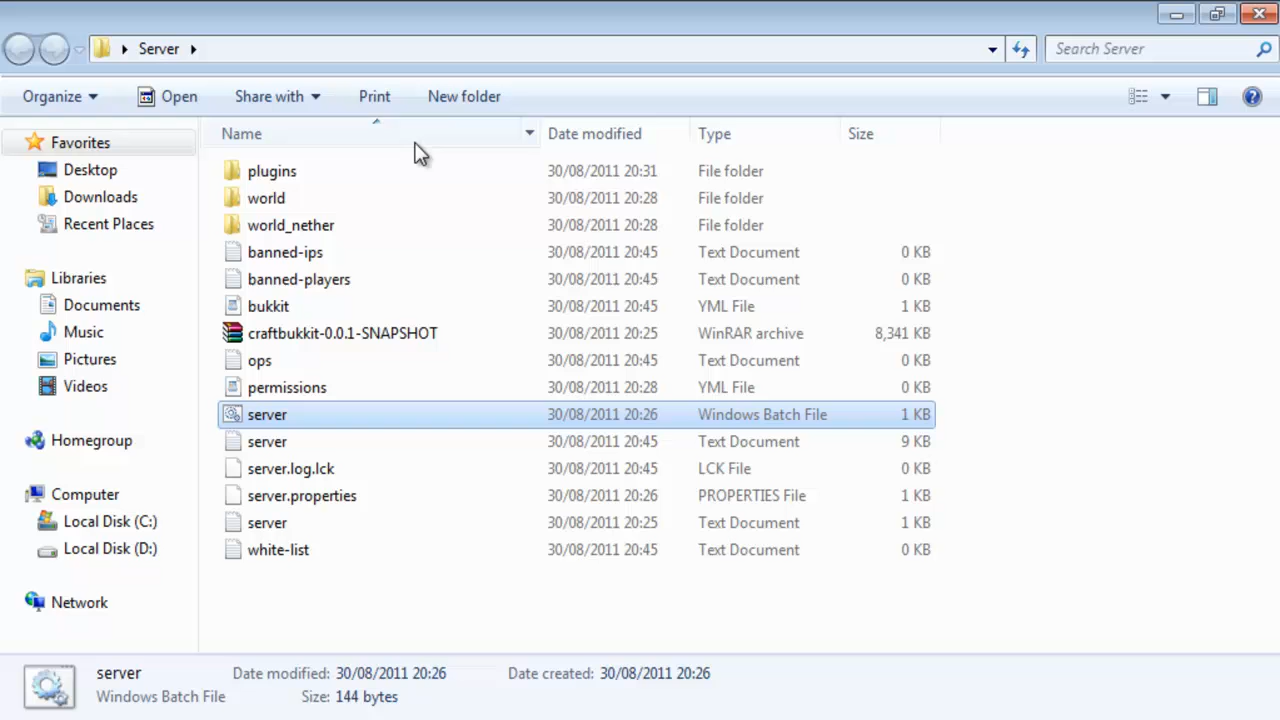 Server
Search Server
Organize Open Share with Print New folder
Name Date modified Type Size
Favorites
Desktop
Downloads
Recent Places
Libraries
Documents
Music
Pictures
Videos
Homegroup
Computer
Local Disk (C:)
Local Disk (D:)
Network
plugins 30/08/2011 20:31 File folder
world 30/08/2011 20:28 File folder
world_nether 30/08/2011 20:28 File folder
banned-ips 30/08/2011 20:45 Text Document 0 KB
banned-players 30/08/2011 20:45 Text Document 0 KB
bukkit 30/08/2011 20:45 YML File 1 KB
craftbukkit-0.0.1-SNAPSHOT 30/08/2011 20:25 WinRAR archive 8,341 KB
ops 30/08/2011 20:45 Text Document 0 KB
permissions 30/08/2011 20:28 YML File 0 KB
server 30/08/2011 20:26 Windows Batch File 1 KB
server 30/08/2011 20:45 Text Document 9 KB
server.log.lck 30/08/2011 20:45 LCK File 0 KB
server.properties 30/08/2011 20:26 PROPERTIES File 1 KB
server 30/08/2011 20:25 Text Document 1 KB
white-list 30/08/2011 20:45 Text Document 0 KB
server Date modified: 30/08/2011 20:26 Date created: 30/08/2011 20:26
Windows Batch File Size: 144 bytes